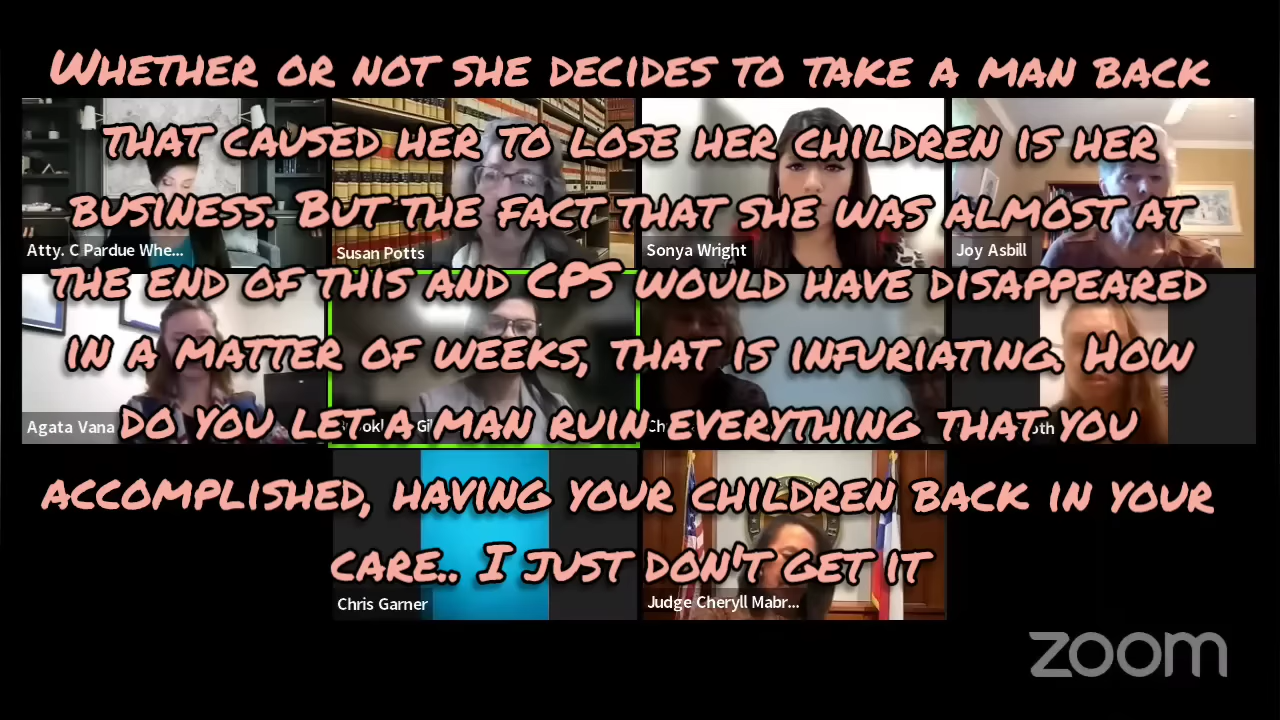 WHETHER OR NOT SHE DECIDES TO TAKE A MAN BACK
THAT CAUSED HER TO LOSE HER CHILDREN IS HER
BUSINESS. BUT THE FACT THAT SHE WAS ALMOST AT
Atty. C Pardue Whe...
Susan Potts
Sonya Wright
Joy Asbill
THE END OF THIS AND CPS WOULD HAVE DISAPPEARED
IN A MATTER OF WEEKS, THAT IS INFURIATING. HOW
DO YOU LET A MAN RUIN EVERYTHING THAT YOU
Agata Vana
ACCOMPLISHED, HAVING YOUR CHILDREN BACK IN YOUR
CARE.. I JUST DON'T GET IT
Chris Garner
Judge Cheryll Mabr...
zoom